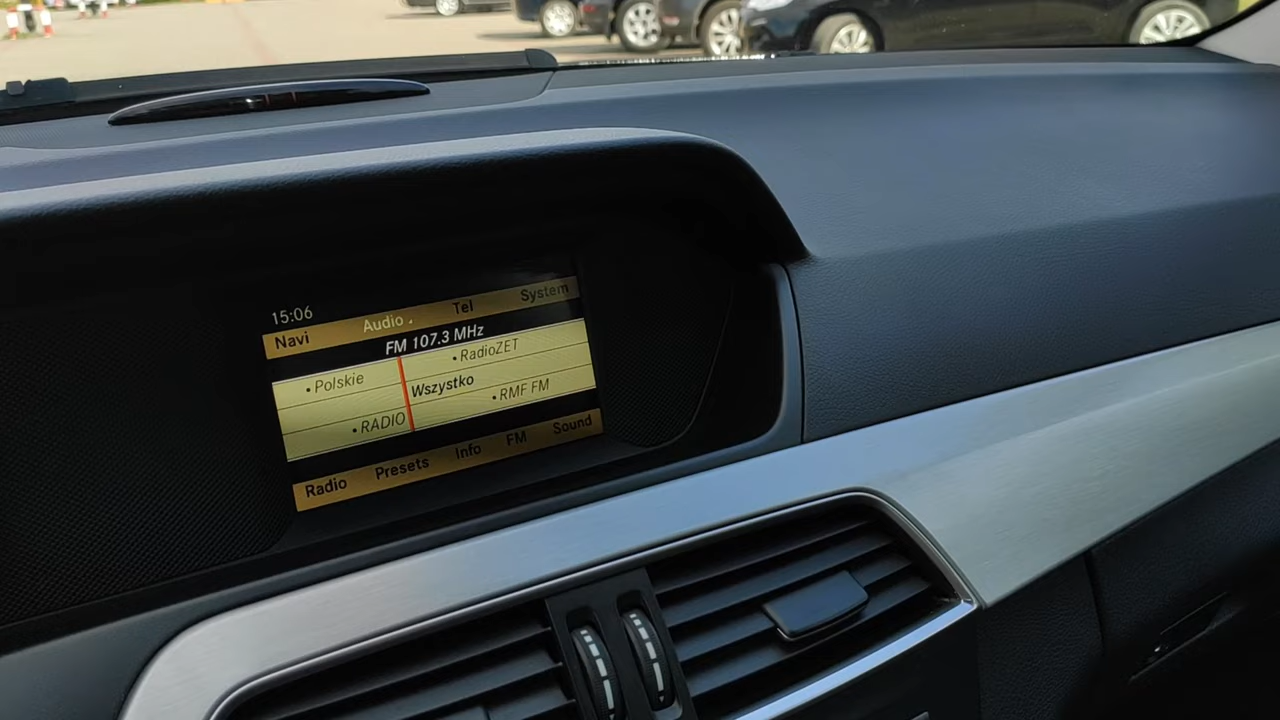 15:06
Navi Audio Tel System
FM 107.3 MHz
• Polskie • RadioZET
Wszystko
• RADIO • RMF FM
Radio Presets Info FM Sound